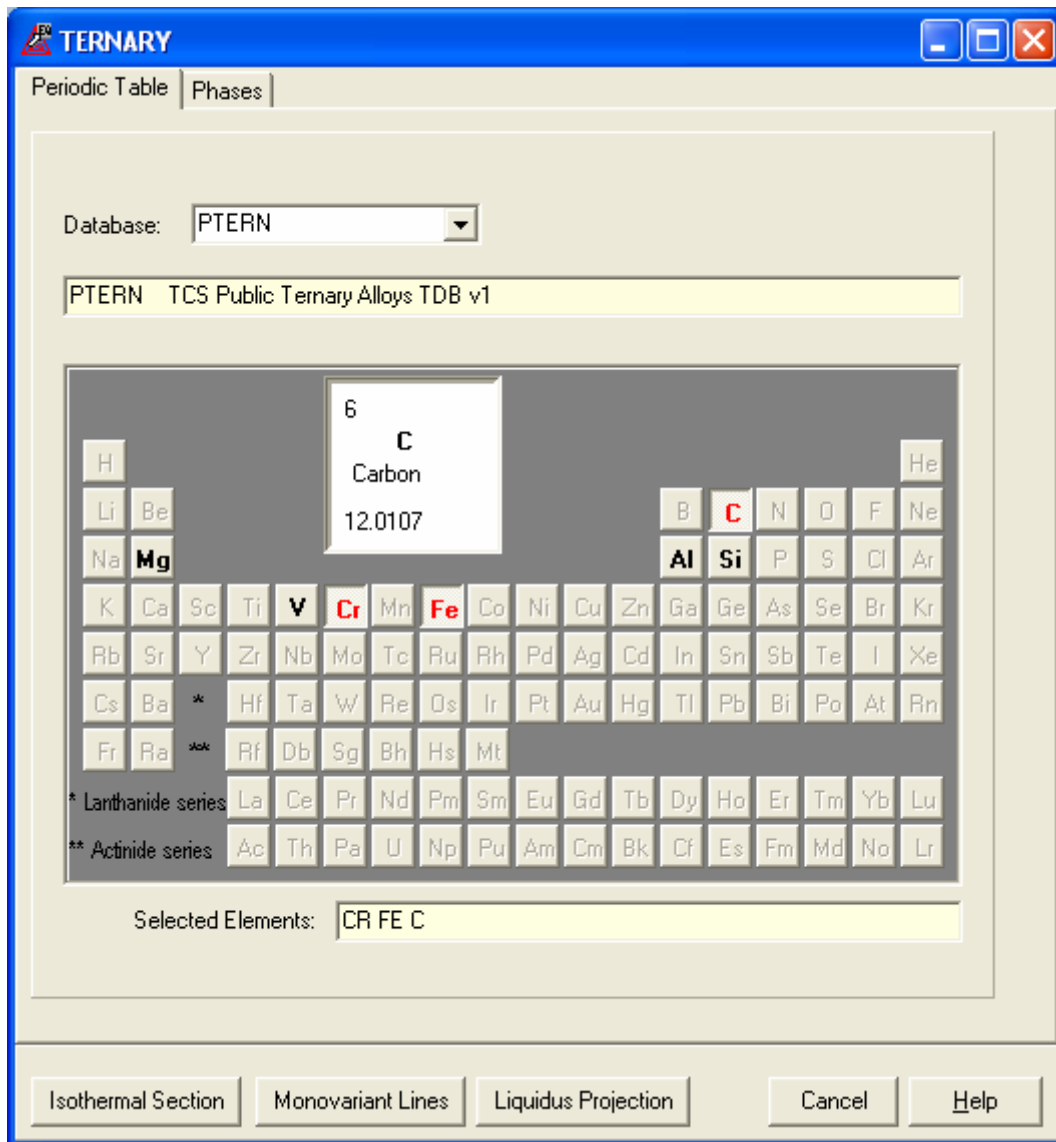 TERNARY
Periodic Table Phases
Database: PTERN
PTERN TCS Public Ternary Alloys TDB v1
6
C
Carbon
12.0107
H He
Li Be B C N O F Ne
Na Mg Al Si P S Cl Ar
K Ca Sc Ti V Cr Mn Fe Co Ni Cu Zn Ga Ge As Se Br Kr
Rb Sr Y Zr Nb Mo Tc Ru Rh Pd Ag Cd In Sn Sb Te I Xe
Cs Ba * Hf Ta W Re Os Ir Pt Au Hg Tl Pb Bi Po At Rn
Fr Ra ** Rf Db Sg Bh Hs Mt
* Lanthanide series La Ce Pr Nd Pm Sm Eu Gd Tb Dy Ho Er Tm Yb Lu
** Actinide series Ac Th Pa U Np Pu Am Cm Bk Cf Es Fm Md No Lr
Selected Elements: CR FE C
Isothermal Section Monovariant Lines Liquidus Projection Cancel Help